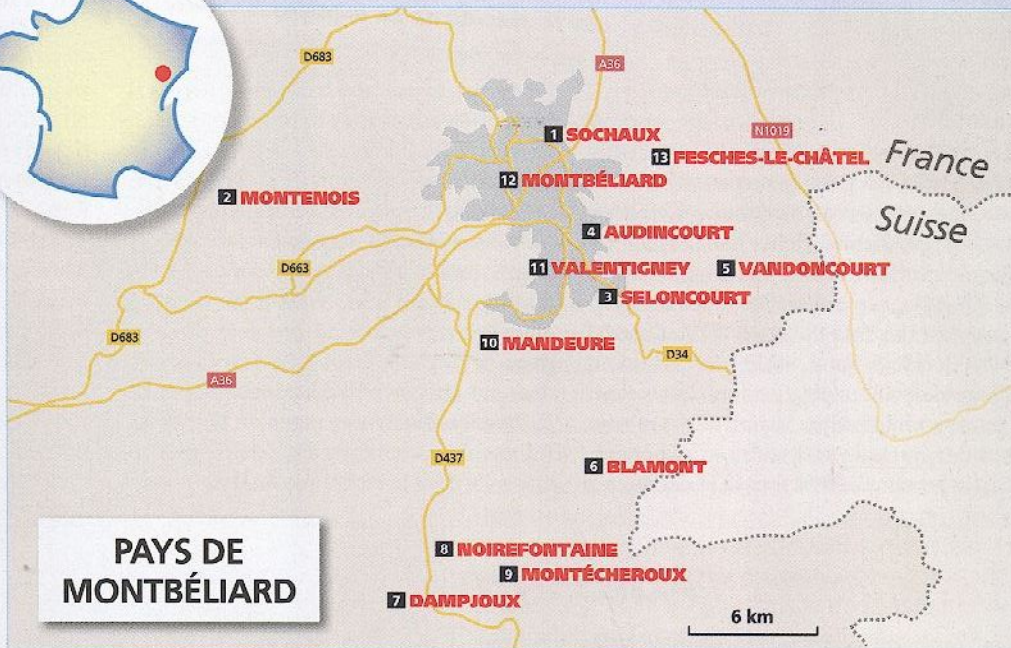 D683
A36
N1019
1 SOCHAUX
13 FESCHES-LE-CHÂTEL
France
12 MONTBÉLIARD
2 MONTENOIS
Suisse
4 AUDINCOURT
D663
11 VALENTIGNEY
5 VANDONCOURT
3 SELONCOURT
D683
10 MANDEURE
D34
A36
D437
6 BLAMONT
PAYS DE
MONTBÉLIARD
8 NOIREFONTAINE
9 MONTÉCHEROUX
7 DAMPJOUX
6 km